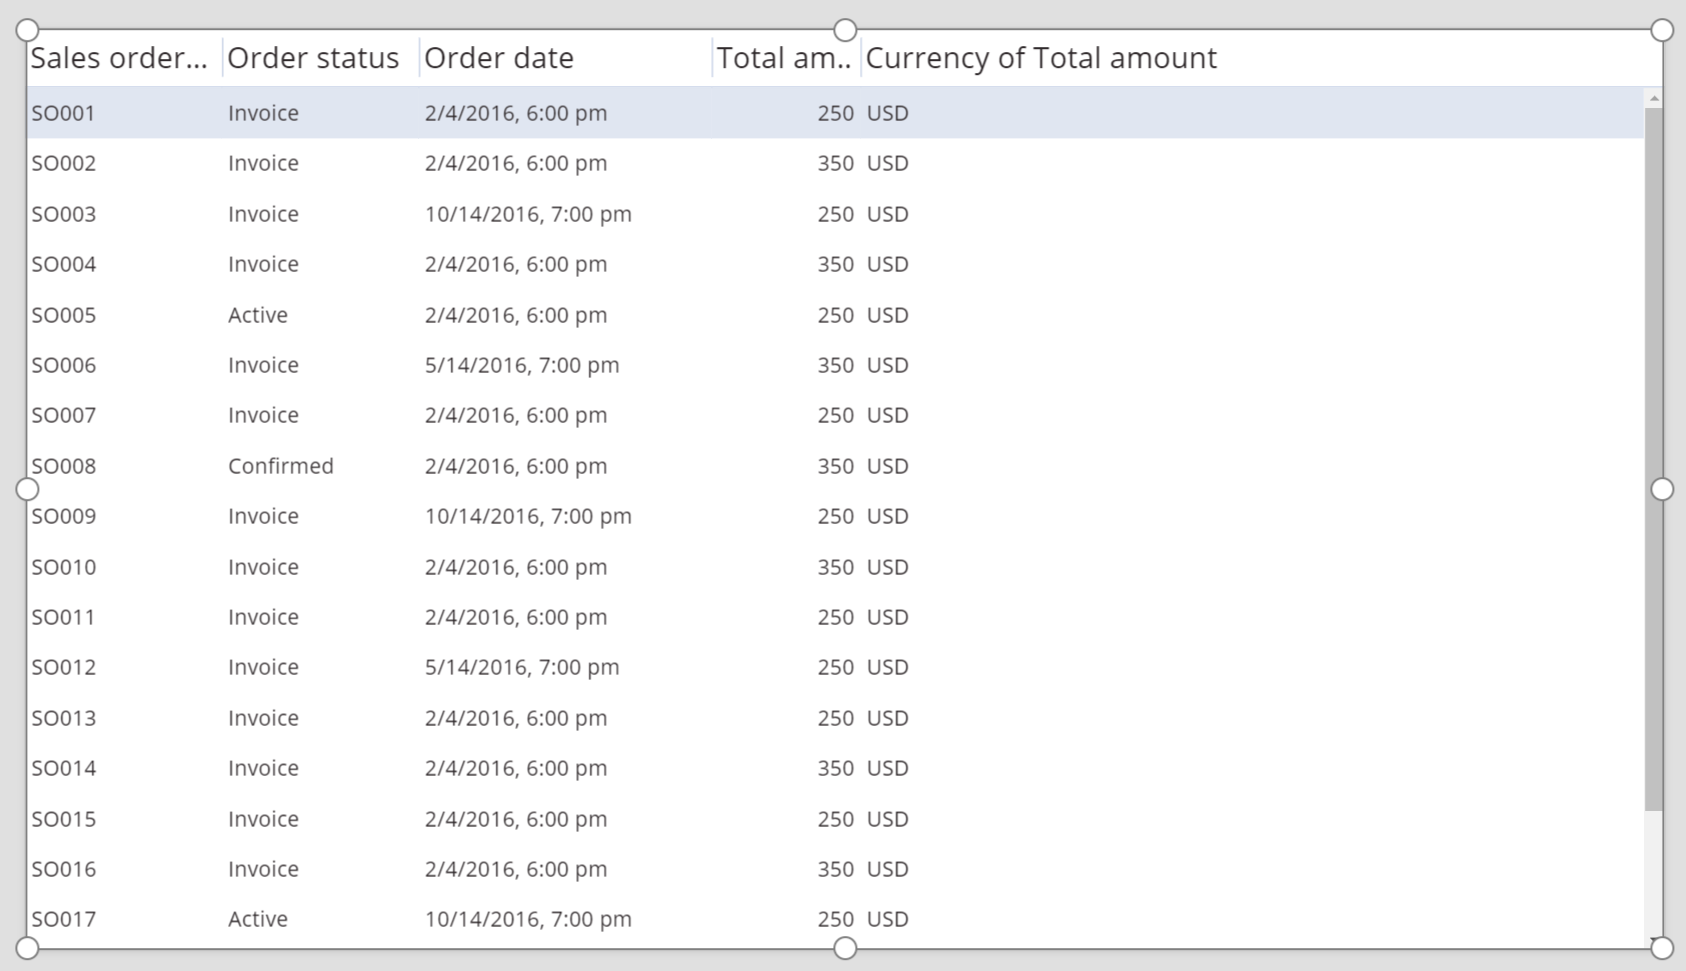 Sales order... Order status Order date Total am.. Currency of Total amount
SO001 Invoice 2/4/2016, 6:00 pm 250 USD
SO002 Invoice 2/4/2016, 6:00 pm 350 USD
SO003 Invoice 10/14/2016, 7:00 pm 250 USD
SO004 Invoice 2/4/2016, 6:00 pm 350 USD
SO005 Active 2/4/2016, 6:00 pm 250 USD
SO006 Invoice 5/14/2016, 7:00 pm 350 USD
SO007 Invoice 2/4/2016, 6:00 pm 250 USD
SO008 Confirmed 2/4/2016, 6:00 pm 350 USD
SO009 Invoice 10/14/2016, 7:00 pm 250 USD
SO010 Invoice 2/4/2016, 6:00 pm 350 USD
SO011 Invoice 2/4/2016, 6:00 pm 250 USD
SO012 Invoice 5/14/2016, 7:00 pm 250 USD
SO013 Invoice 2/4/2016, 6:00 pm 250 USD
SO014 Invoice 2/4/2016, 6:00 pm 350 USD
SO015 Invoice 2/4/2016, 6:00 pm 250 USD
SO016 Invoice 2/4/2016, 6:00 pm 350 USD
SO017 Active 10/14/2016, 7:00 pm 250 USD